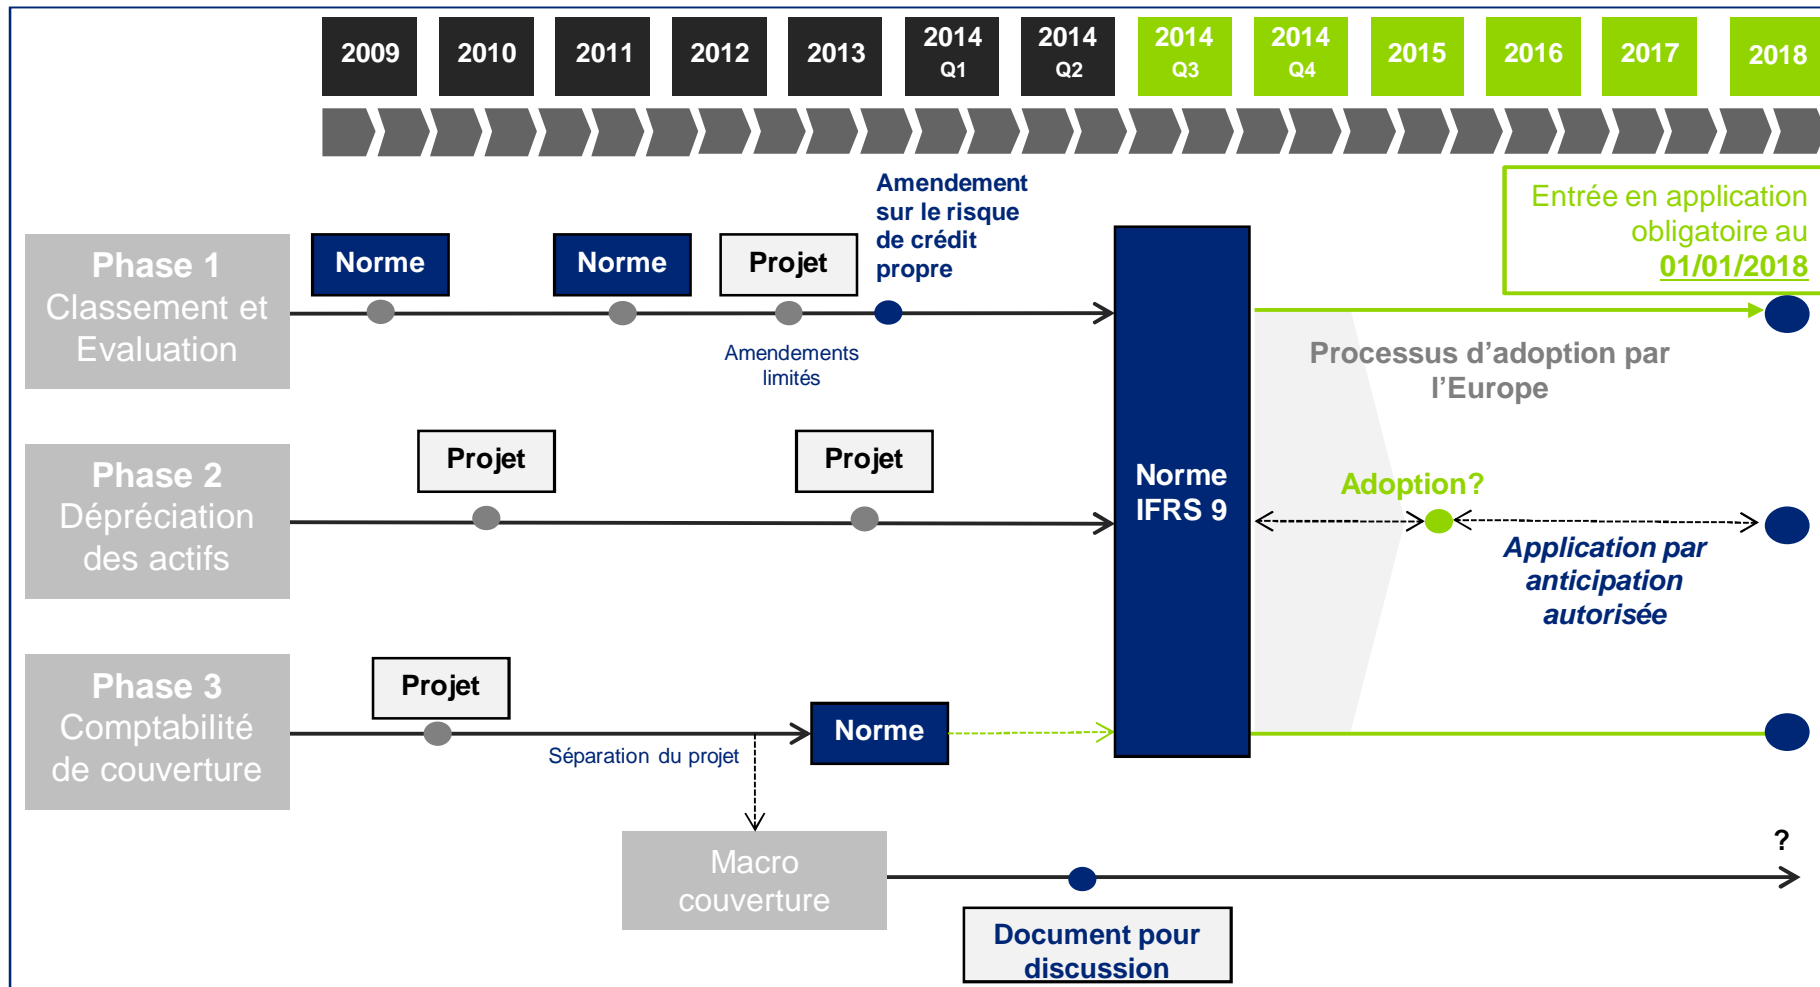 2009
2010
2011
2012
2013
2014
Q1
2014
Q2
2014
Q3
2014
Q4
2015
2016
2017
2018
Amendement
sur le risque
de crédit
propre
Entrée en application
obligatoire au
01/01/2018
Phase 1
Classement et
Evaluation
Norme
Norme
Projet
Amendements
limités
Processus d’adoption par
l’Europe
Phase 2
Dépréciation
des actifs
Projet
Projet
Norme
IFRS 9
Adoption?
Application par
anticipation
autorisée
Phase 3
Comptabilité
de couverture
Projet
Séparation du projet
Norme
Macro
couverture
?
Document pour
discussion